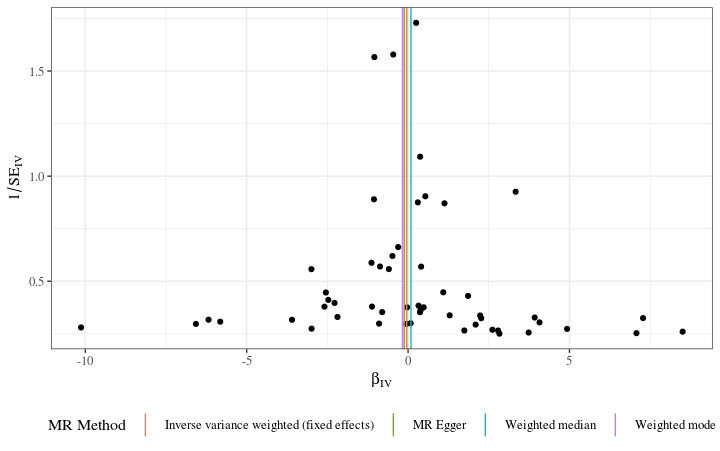 1.5
1.0
0.5
1/SE_IV
-10 -5 0 5
β_IV
MR Method Inverse variance weighted (fixed effects) MR Egger Weighted median Weighted mode